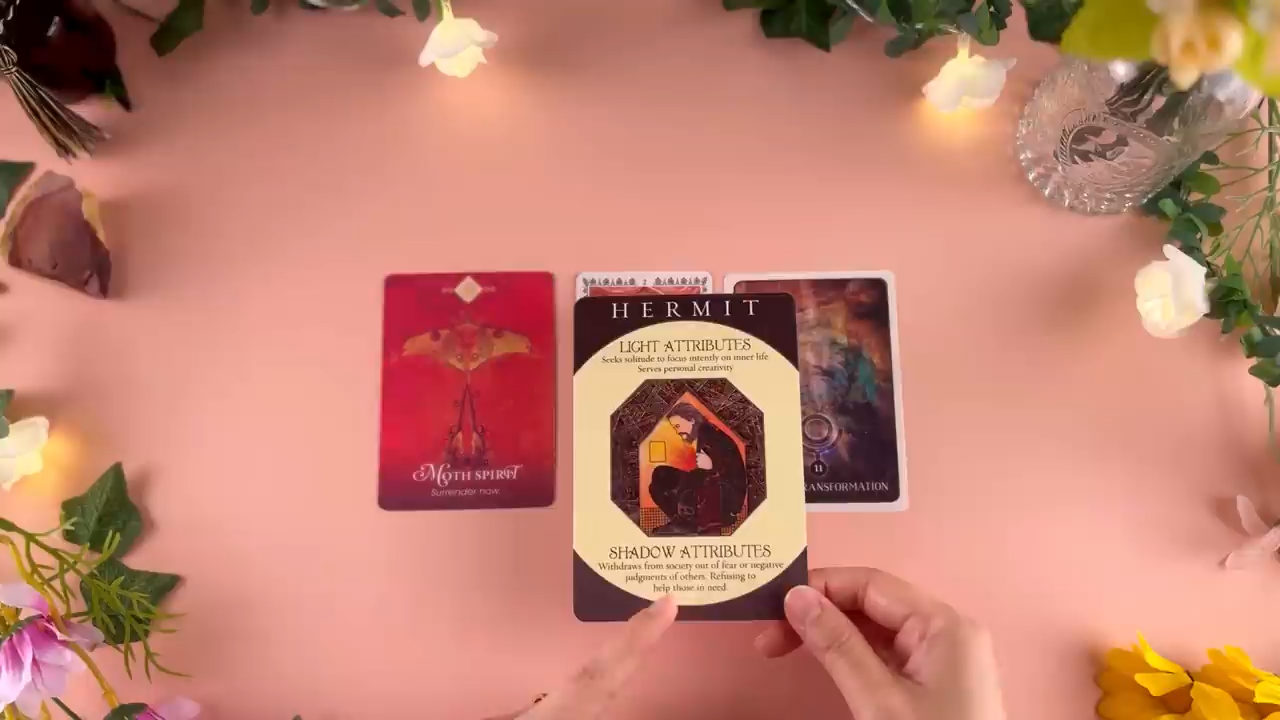 HERMIT
LIGHT ATTRIBUTES
Seeks solitude to focus intently on inner life.
Serves personal creativity
SHADOW ATTRIBUTES
Withdraws from society out of fear or negative
judgments of others. Refusing to
help those in need.
MOTH SPIRIT
Surrender now.
11
RANSFORMATION